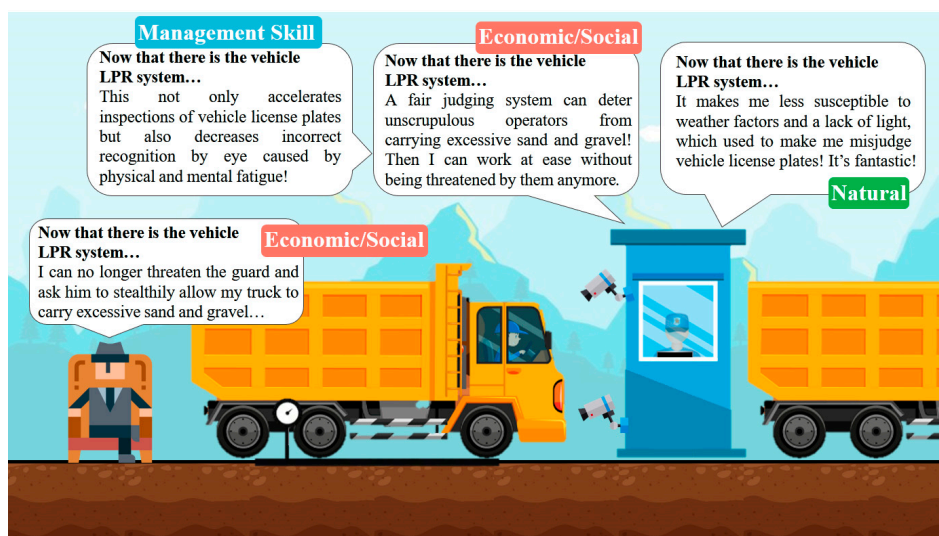 Management Skill
Now that there is the vehicle
LPR system…
This not only accelerates
inspections of vehicle license plates
but also decreases incorrect
recognition by eye caused by
physical and mental fatigue!
Economic/Social
Now that there is the vehicle
LPR system…
A fair judging system can deter
unscrupulous operators from
carrying excessive sand and gravel!
Then I can work at ease without
being threatened by them anymore.
Now that there is the vehicle
LPR system…
It makes me less susceptible to
weather factors and a lack of light,
which used to make me misjudge
vehicle license plates! It’s fantastic!
Natural
Now that there is the vehicle
LPR system…
Economic/Social
I can no longer threaten the guard and
ask him to stealthily allow my truck to
carry excessive sand and gravel…